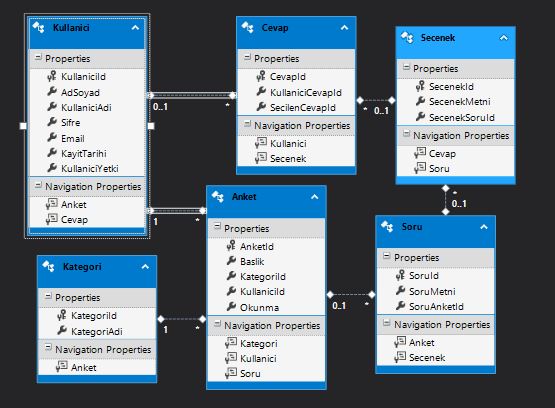 Kullanici
Properties
KullaniciId
AdSoyad
KullaniciAdi
Sifre
Email
KayitTarihi
KullaniciYetki
Navigation Properties
Anket
Cevap
Cevap
Properties
CevapId
KullaniciCevapId
SecilenCevapId
Navigation Properties
Kullanici
Secenek
Secenek
Properties
SecenekId
SecenekMetni
SecenekSoruId
Navigation Properties
Cevap
Soru
0..1
*
*
0..1
*
0..1
1
*
Anket
Properties
AnketId
Baslik
KategoriId
KullaniciId
Okunma
Navigation Properties
Kategori
Kullanici
Soru
Soru
Properties
SoruId
SoruMetni
SoruAnketId
Navigation Properties
Anket
Secenek
Kategori
Properties
KategoriId
KategoriAdi
Navigation Properties
Anket
0..1
*
1
*